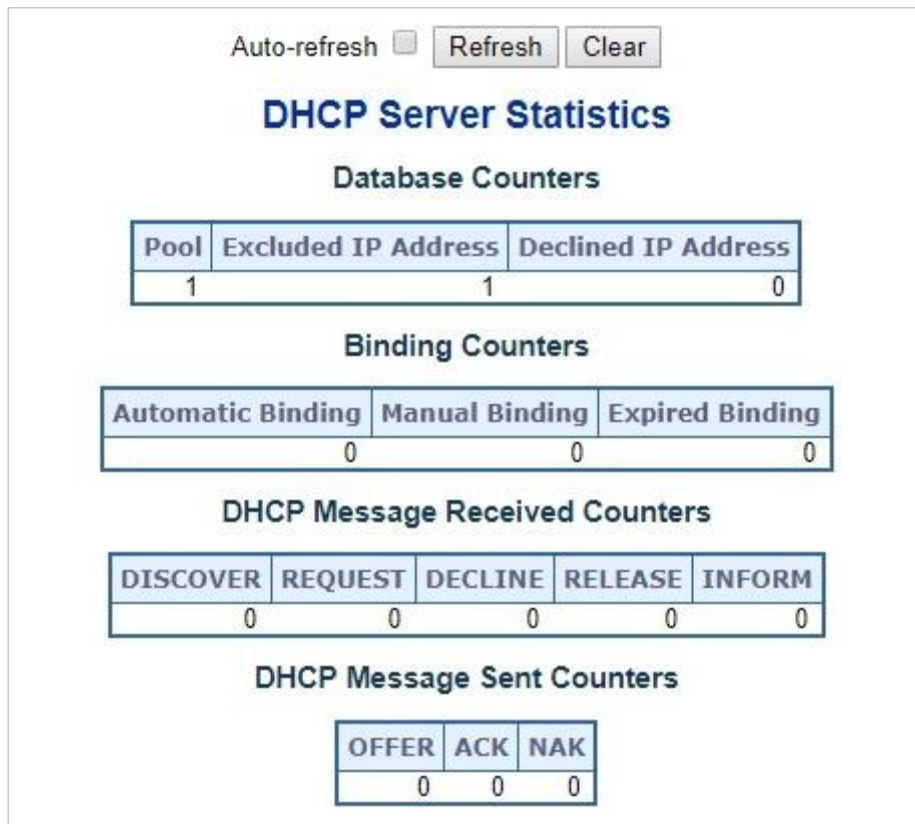 Auto-refresh Refresh Clear
DHCP Server Statistics
Database Counters
Pool Excluded IP Address Declined IP Address
1 1 0
Binding Counters
Automatic Binding Manual Binding Expired Binding
0 0 0
DHCP Message Received Counters
DISCOVER REQUEST DECLINE RELEASE INFORM
0 0 0 0 0
DHCP Message Sent Counters
OFFER ACK NAK
0 0 0